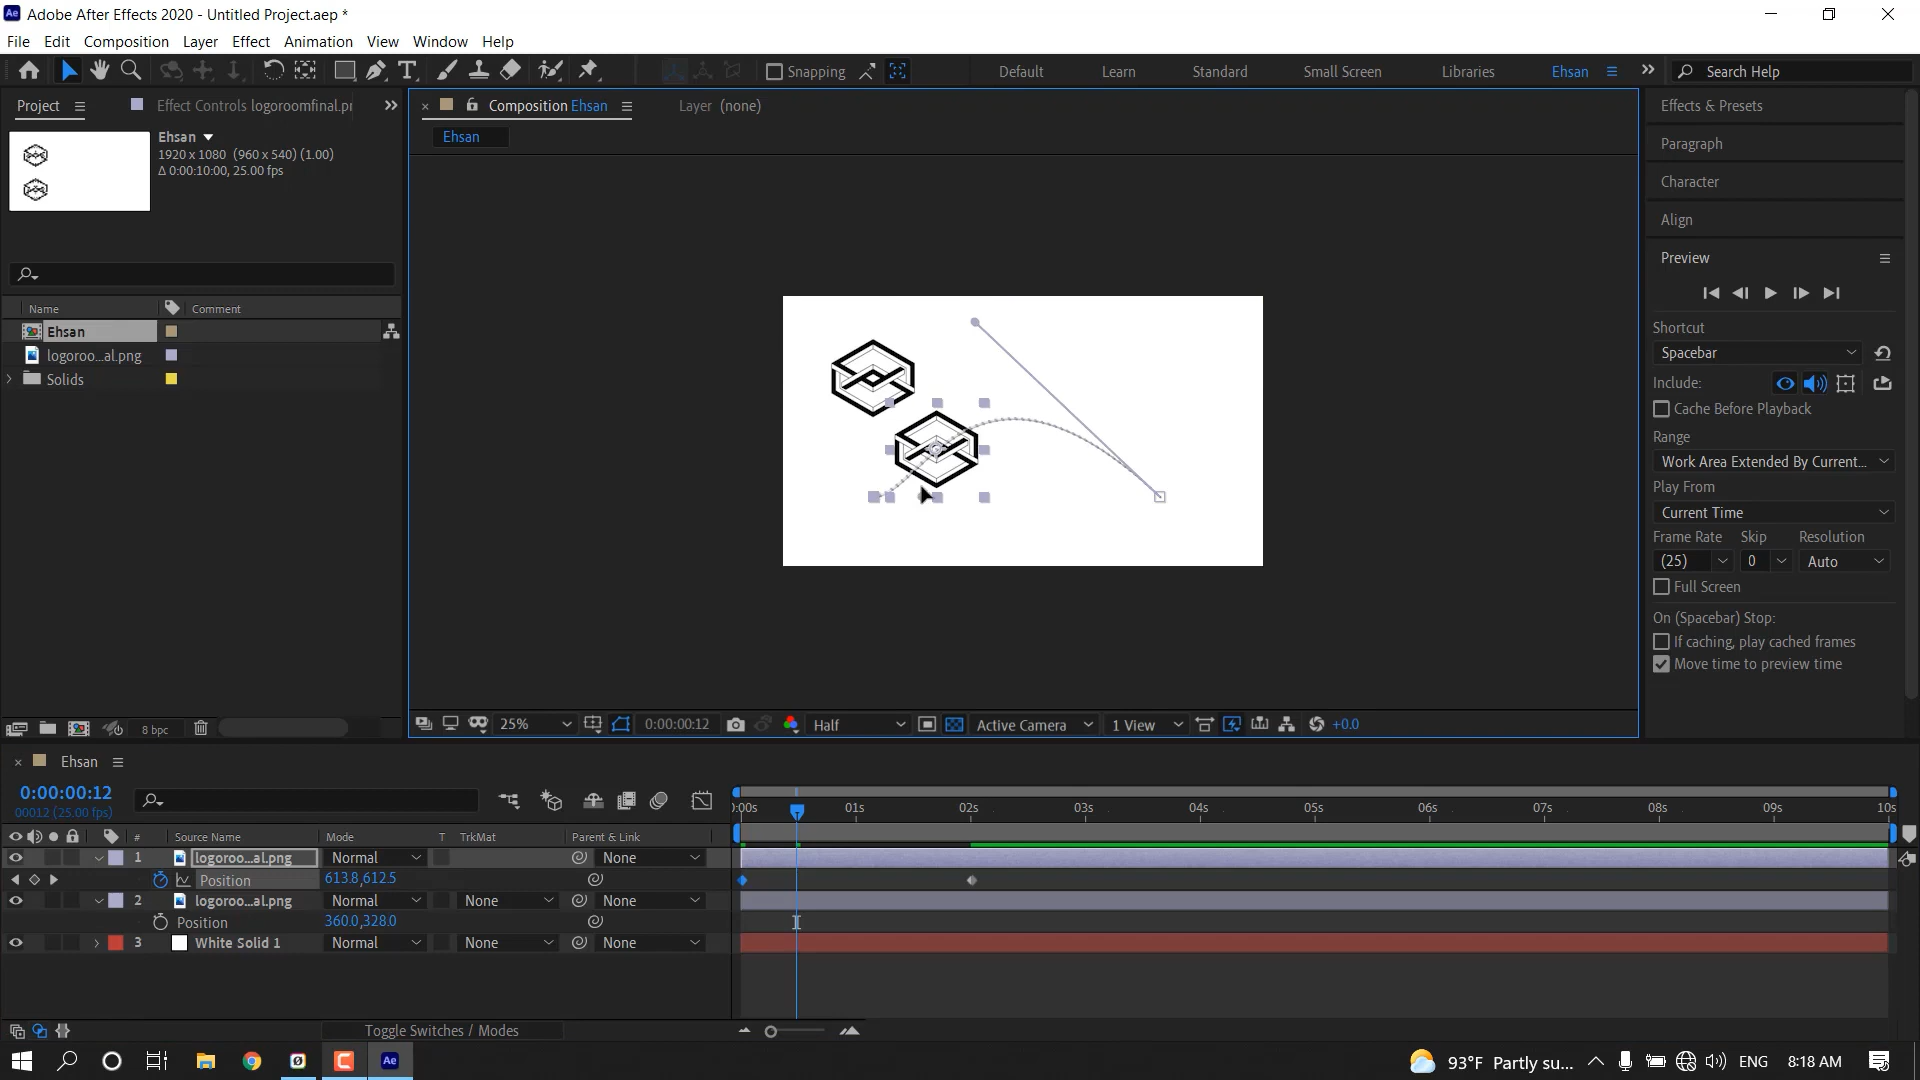 Adobe After Effects 2020 - Untitled Project.aep *
File Edit Composition Layer Effect Animation View Window Help
Snapping Default Learn Standard Small Screen Libraries Ehsan Search Help
Project Effect Controls logoroomfinal.pr
Composition Ehsan Layer (none)
Ehsan
Ehsan
1920 x 1080 (960 x 540) (1.00)
Δ 0:00:10:00, 25.00 fps
Name Comment
Ehsan
logoroo...al.png
Solids
8 bpc
25% 0:00:00:12 Half Active Camera 1 View +0.0
Effects & Presets
Paragraph
Character
Align
Preview
Shortcut
Spacebar
Include:
Cache Before Playback
Range
Work Area Extended By Current...
Play From
Current Time
Frame Rate Skip Resolution
(25) 0 Auto
Full Screen
On (Spacebar) Stop:
If caching, play cached frames
Move time to preview time
Ehsan
0:00:00:12
00012 (25.00 fps)
# Source Name Mode T TrkMat Parent & Link
1 logoroo...al.png Normal None
Position 613.8,612.5
2 logoroo...al.png Normal None None
Position 360.0,328.0
3 White Solid 1 Normal None None
Toggle Switches / Modes
):00s 01s 02s 03s 04s 05s 06s 07s 08s 09s 10s
Ae 93°F Partly su... ENG 8:18 AM